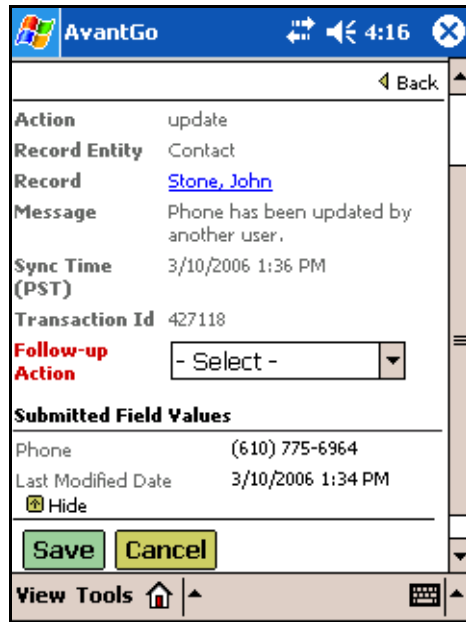 AvantGo 4:16
Back
Action update
Record Entity Contact
Record Stone, John
Message Phone has been updated by
another user.
Sync Time 3/10/2006 1:36 PM
(PST)
Transaction Id 427118
Follow-up
Action - Select -
Submitted Field Values
Phone (610) 775-6964
Last Modified Date 3/10/2006 1:34 PM
Hide
Save Cancel
View Tools